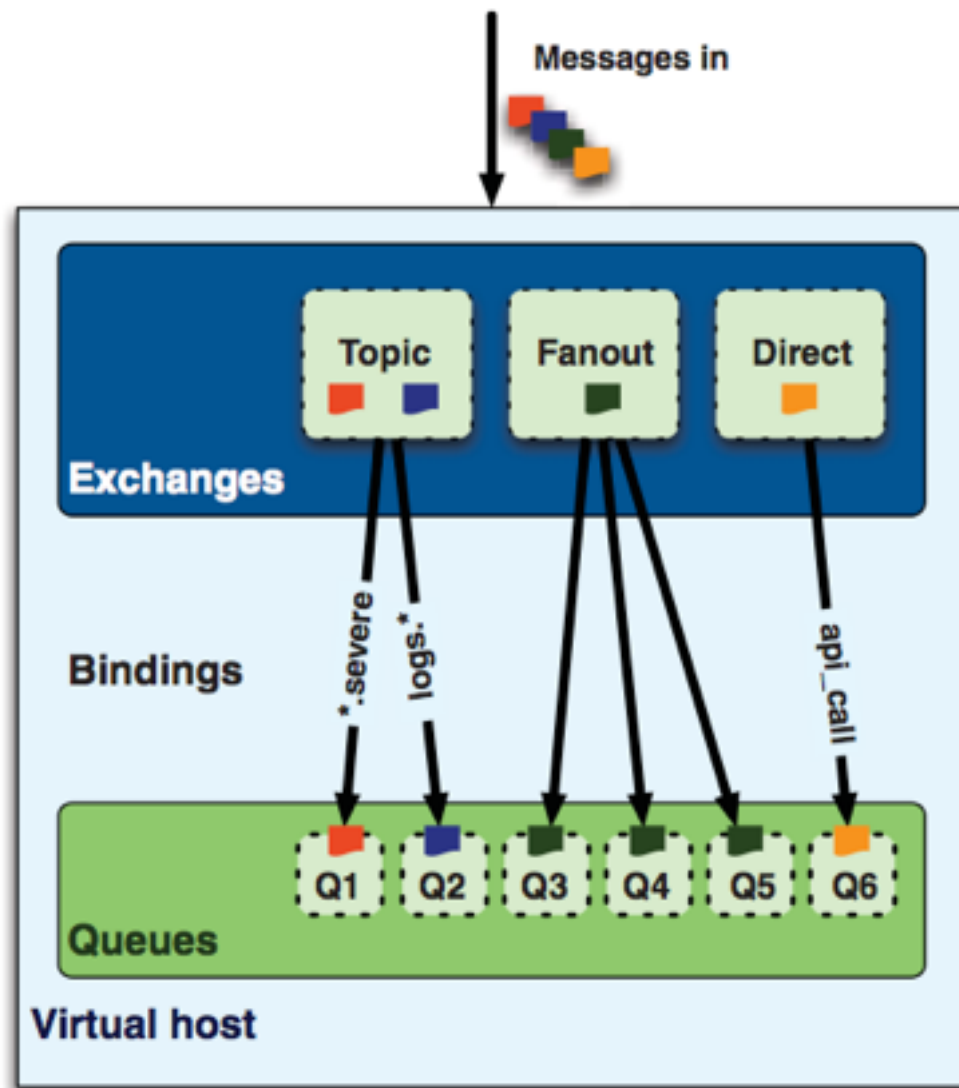 Messages in
Topic
Fanout
Direct
Exchanges
Bindings
*.severe
logs.*
api_call
Q1
Q2
Q3
Q4
Q5
Q6
Queues
Virtual host